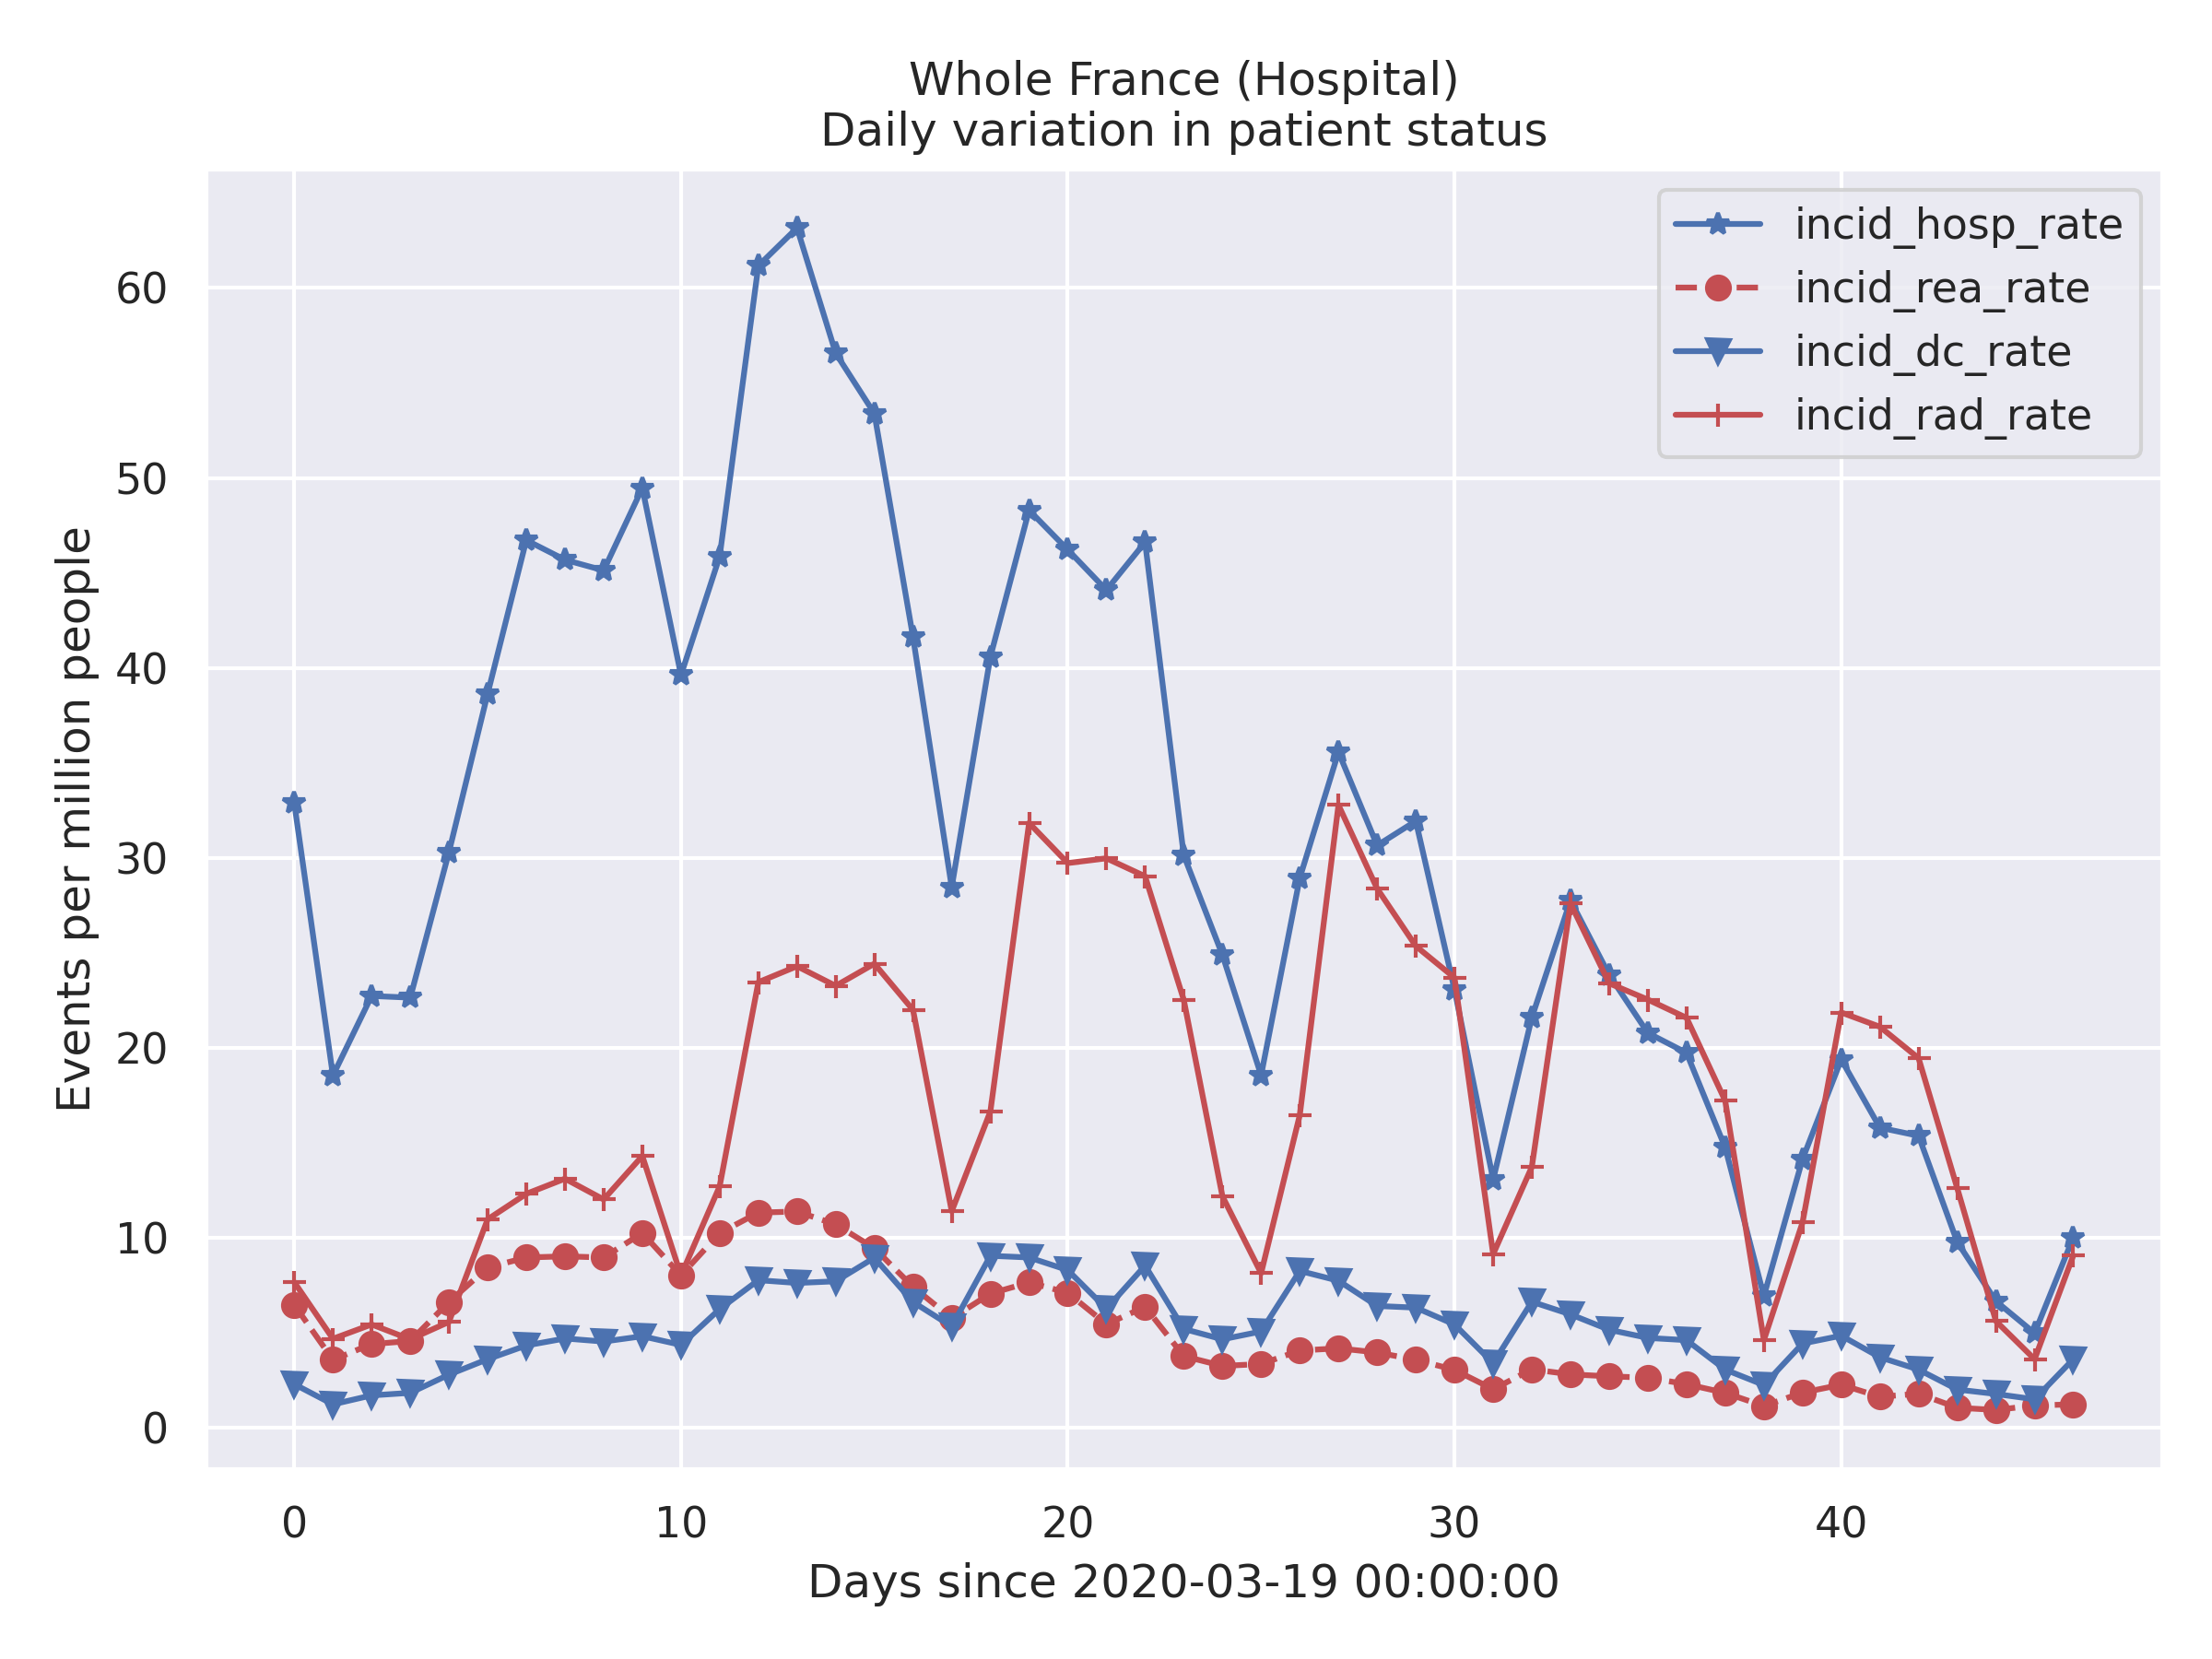 Whole France (Hospital)
Daily variation in patient status
incid_hosp_rate
incid_rea_rate
incid_dc_rate
incid_rad_rate
Events per million people
60
50
40
30
20
10
0
0 10 20 30 40
Days since 2020-03-19 00:00:00